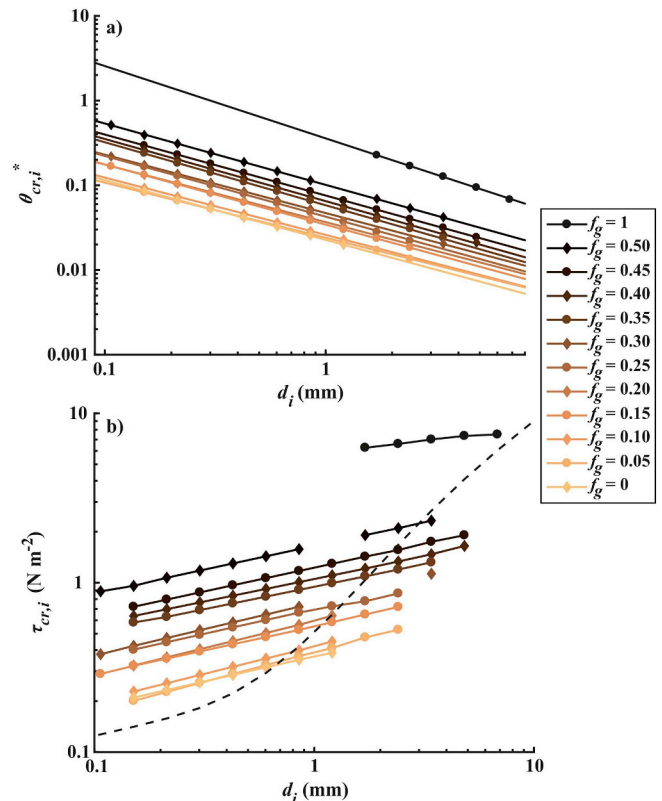 a)
10
1
0.1
0.01
0.001
θcr,i*
0.1
1
di (mm)
b)
10
1
0.1
τcr,i (N m-2)
0.1
1
10
di (mm)
fg = 1
fg = 0.50
fg = 0.45
fg = 0.40
fg = 0.35
fg = 0.30
fg = 0.25
fg = 0.20
fg = 0.15
fg = 0.10
fg = 0.05
fg = 0